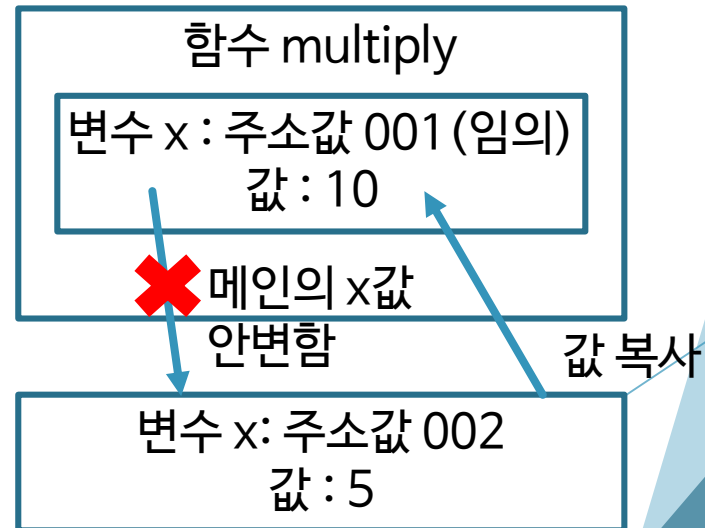 함수 multiply
변수 x : 주소값 001(임의)
값 : 10
메인의 x값
안변함
값 복사
변수 x: 주소값 002
값 : 5